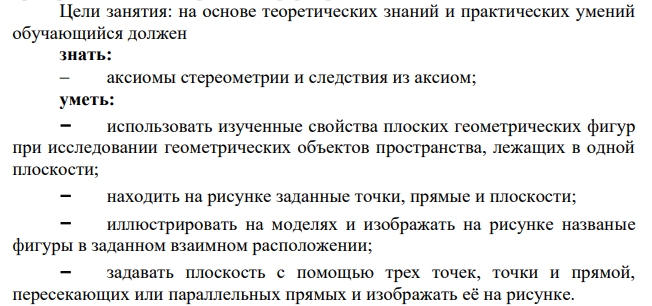 Цели занятия: на основе теоретических знаний и практических умений
обучающийся должен
знать:
– аксиомы стереометрии и следствия из аксиом;
уметь:
– использовать изученные свойства плоских геометрических фигур
при исследовании геометрических объектов пространства, лежащих в одной
плоскости;
– находить на рисунке заданные точки, прямые и плоскости;
– иллюстрировать на моделях и изображать на рисунке названые
фигуры в заданном взаимном расположении;
– задавать плоскость с помощью трех точек, точки и прямой,
пересекающих или параллельных прямых и изображать её на рисунке.